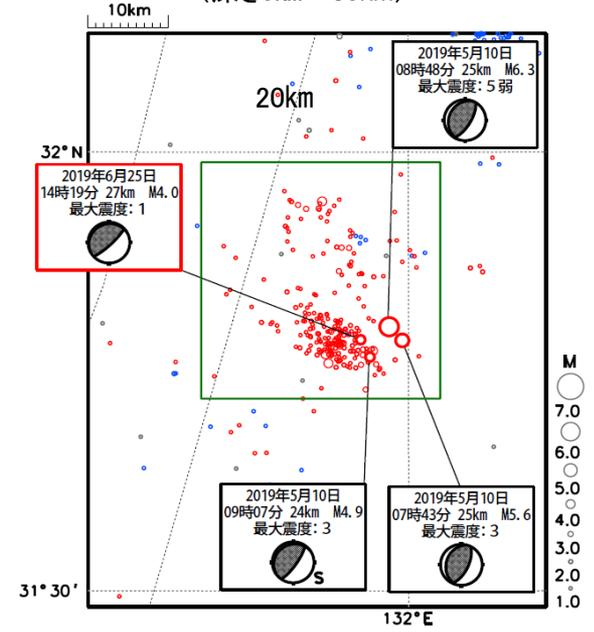 10km
20km
2019年5月10日
08時48分 25km M6.3
最大震度：5弱
32°N
2019年6月25日
14時19分 27km M4.0
最大震度：1
M
7.0
6.0
5.0
4.0
3.0
2.0
1.0
2019年5月10日
09時07分 24km M4.9
最大震度：3
S
2019年5月10日
07時43分 25km M5.6
最大震度：3
31°30′
132°E